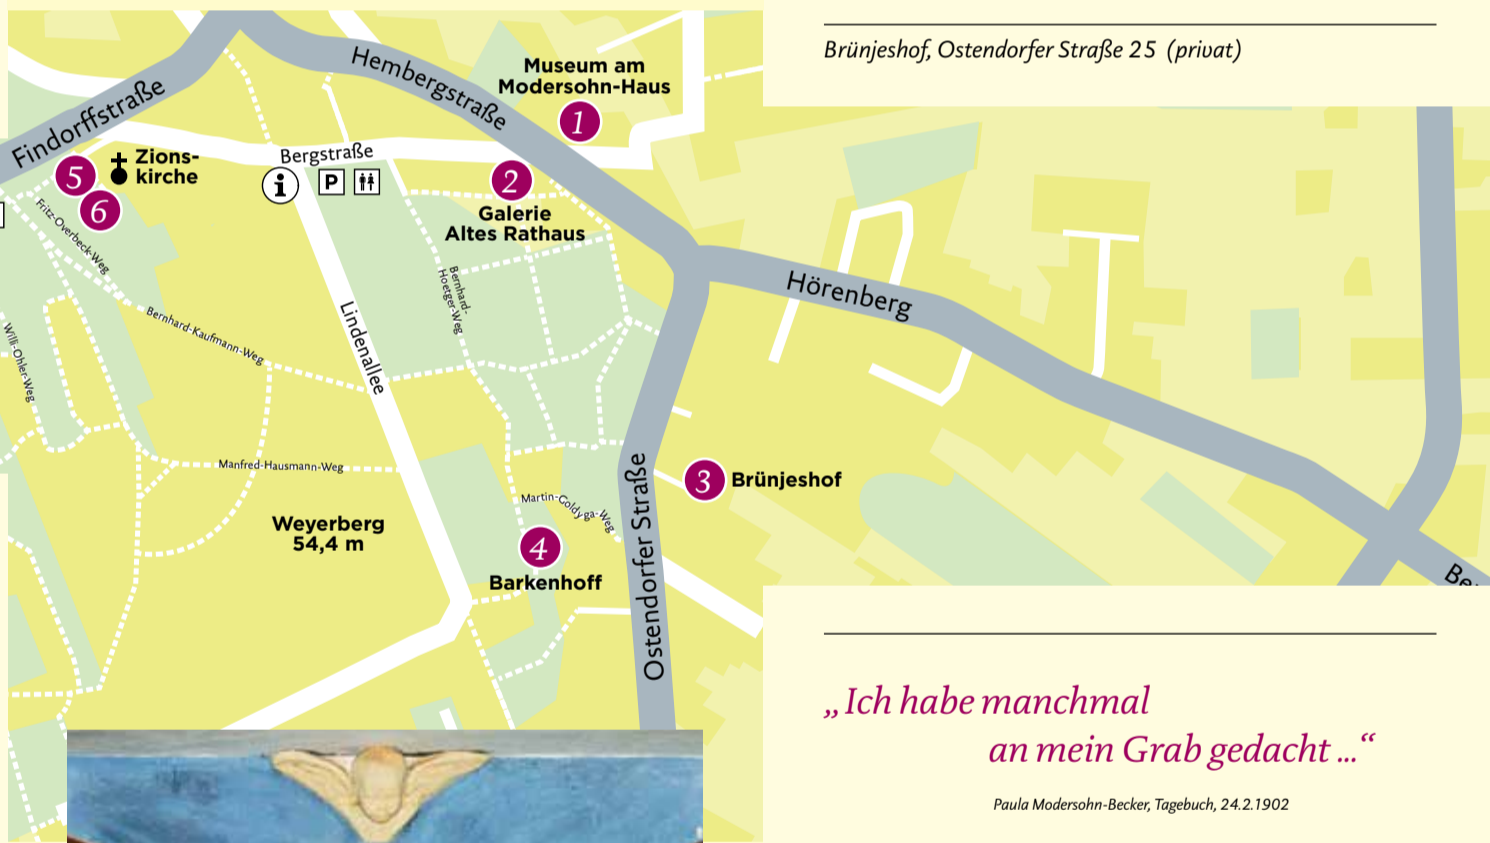 Brünjeshof, Ostendorfer Straße 25 (privat)
Hembergstraße
Museum am
Modersohn-Haus
1
Findorffstraße
Zions-
kirche
5
6
Bergstraße
i
P
2
Galerie
Altes Rathaus
Fritz-Overbeck-Weg
Bernhard-
Hoetger-Weg
Hörenberg
Bernhard-Kaufmann-Weg
Willi-Ohler-Weg
Lindenallee
Manfred-Hausmann-Weg
3
Brünjeshof
Martin-Goldyga-Weg
Weyerberg
54,4 m
4
Barkenhoff
Ostendorfer Straße
„Ich habe manchmal
an mein Grab gedacht ...“
Paula Modersohn-Becker, Tagebuch, 24.2.1902